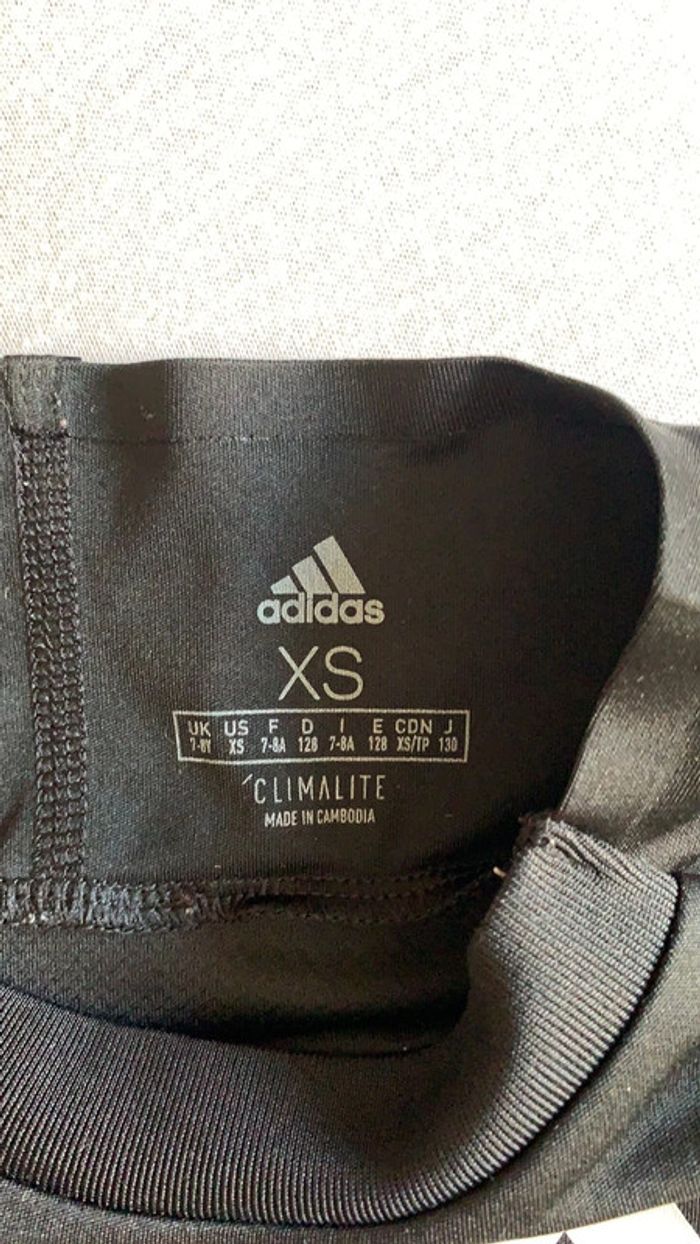 adidas
XS
UK US F D I E CDN J
7-8Y XS 7-8A 128 7-8A 128 XS/TP 130
CLIMALITE
MADE IN CAMBODIA